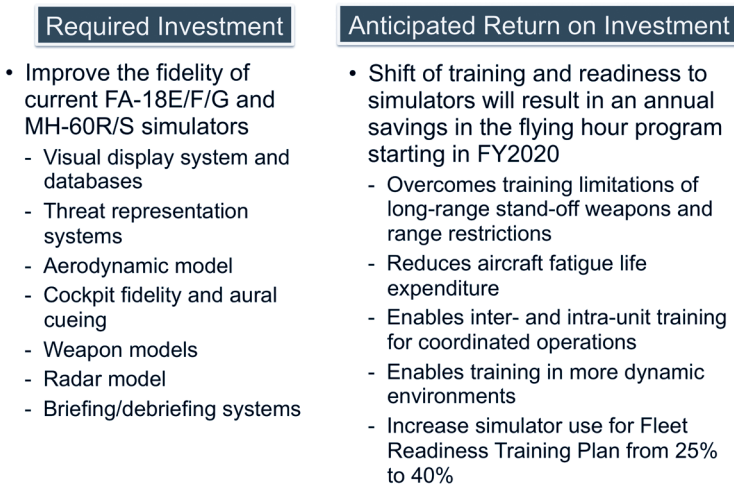 Required Investment
• Improve the fidelity of
current FA-18E/F/G and
MH-60R/S simulators
- Visual display system and
databases
- Threat representation
systems
- Aerodynamic model
- Cockpit fidelity and aural
cueing
- Weapon models
- Radar model
- Briefing/debriefing systems
Anticipated Return on Investment
• Shift of training and readiness to
simulators will result in an annual
savings in the flying hour program
starting in FY2020
- Overcomes training limitations of
long-range stand-off weapons and
range restrictions
- Reduces aircraft fatigue life
expenditure
- Enables inter- and intra-unit training
for coordinated operations
- Enables training in more dynamic
environments
- Increase simulator use for Fleet
Readiness Training Plan from 25%
to 40%